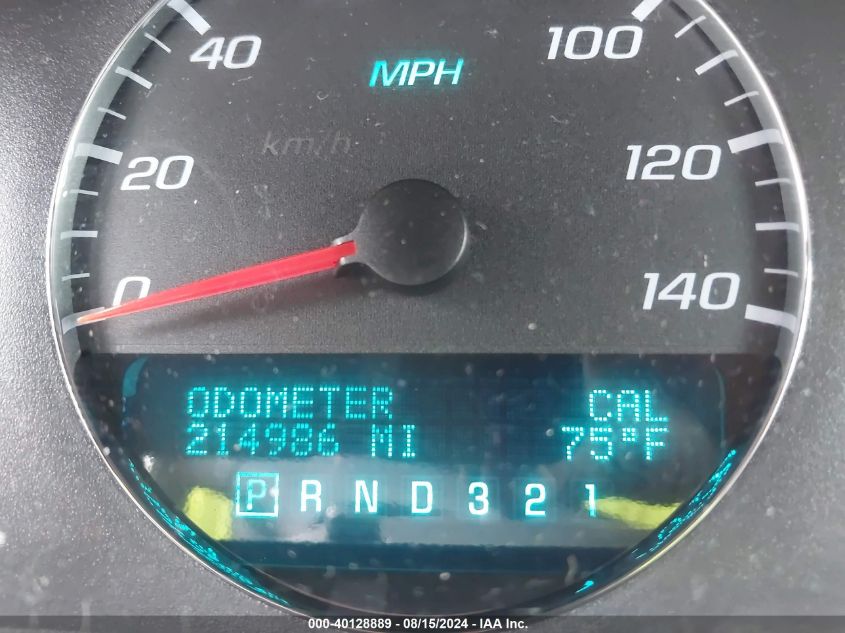 40 MPH 100
km/h
20 120
0 140
ODOMETER CAL
214986 MI 75°F
P R N D 3 2 1
000-40128889 - 08/15/2024 - IAA Inc.